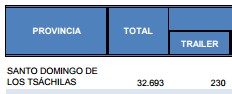 PROVINCIA TOTAL
TRAILER
SANTO DOMINGO DE
LOS TSÁCHILAS 32.693 230